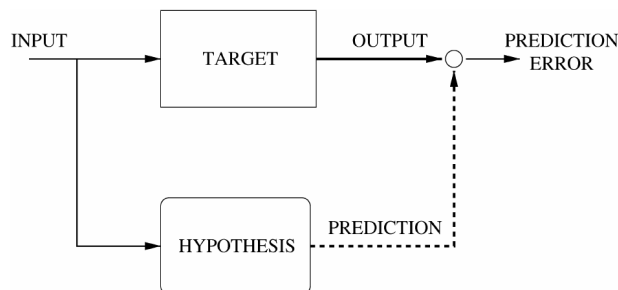 INPUT
TARGET
OUTPUT
PREDICTION
ERROR
HYPOTHESIS
PREDICTION